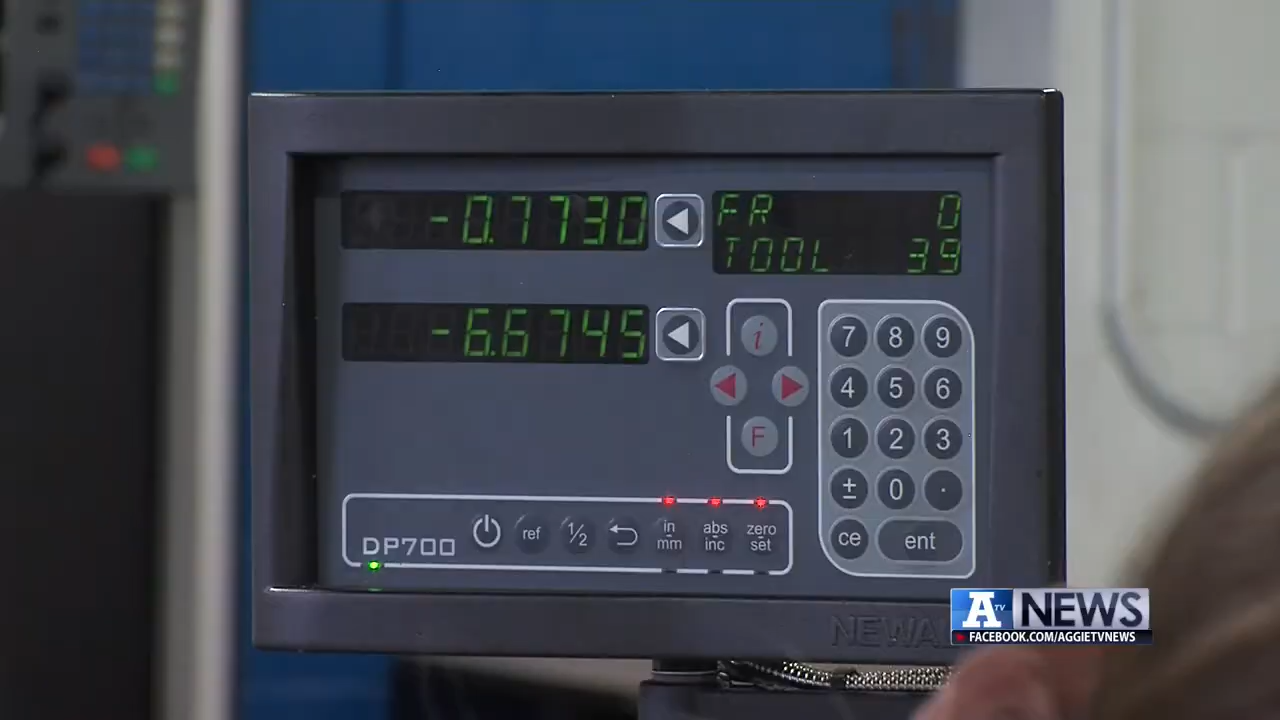 -0.7730
FR 0
TOOL 39
-6.6745
i
F
7 8 9
4 5 6
1 2 3
± 0 .
ce ent
DP700
ref
1/2
in
mm
abs
inc
zero
set
A TV NEWS
FACEBOOK.COM/AGGIETVNEWS